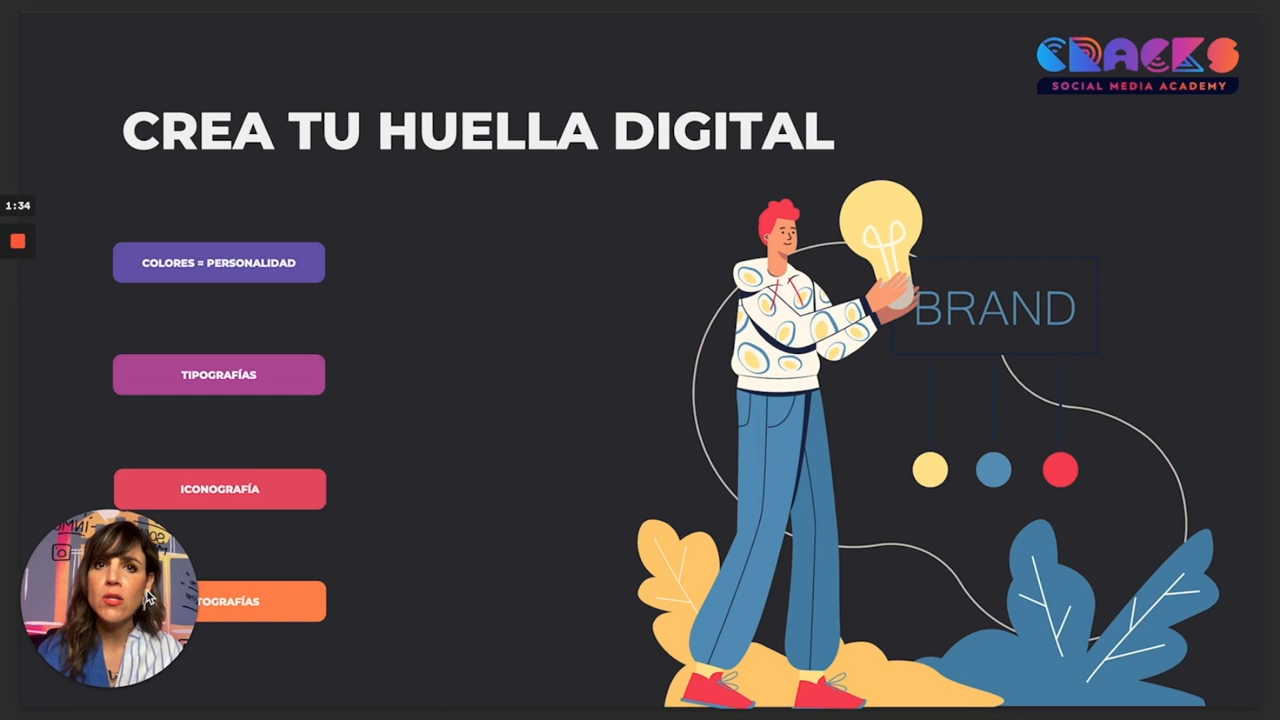 CRACKS
SOCIAL MEDIA ACADEMY
CREA TU HUELLA DIGITAL
1:34
COLORES = PERSONALIDAD
BRAND
TIPOGRAFÍAS
ICONOGRAFÍA
TOGRAFÍAS